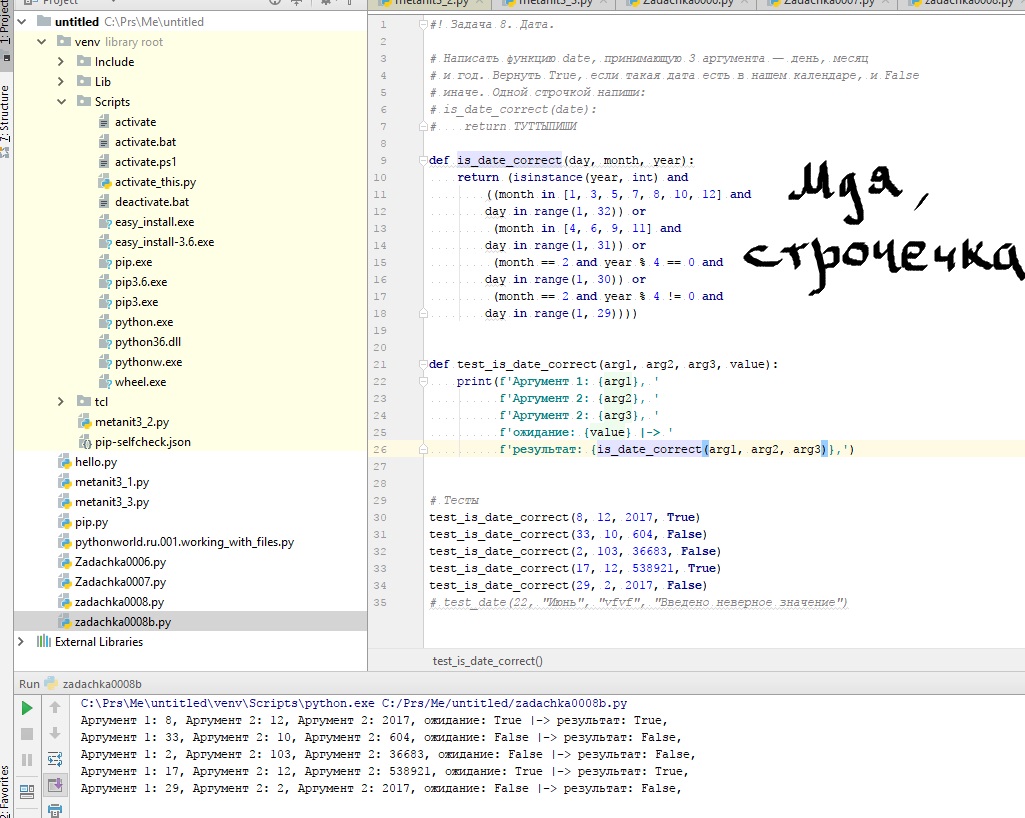 Project
metanit3_2.py
metanit3_3.py
Zadachka0006.py
Zadachka0007.py
zadachka0008.py
1: Project
7: Structure
2: Favorites
untitled C:\Prs\Me\untitled
venv library root
Include
Lib
Scripts
activate
activate.bat
activate.ps1
activate_this.py
deactivate.bat
easy_install.exe
easy_install-3.6.exe
pip.exe
pip3.6.exe
pip3.exe
python.exe
python36.dll
pythonw.exe
wheel.exe
tcl
metanit3_2.py
pip-selfcheck.json
hello.py
metanit3_1.py
metanit3_3.py
pip.py
pythonworld.ru.001.working_with_files.py
Zadachka0006.py
Zadachka0007.py
zadachka0008.py
zadachka0008b.py
External Libraries
1 #! Задача 8. Дата.
2
3 # Написать функцию date, принимающую 3 аргумента — день, месяц
4 # и год. Вернуть True, если такая дата есть в нашем календаре, и False
5 # иначе. Одной строчкой напиши:
6 # is_date_correct(date):
7 #    return ТУТТЫПИШИ
8
9 def is_date_correct(day, month, year):
10     return (isinstance(year, int) and
11         ((month in [1, 3, 5, 7, 8, 10, 12] and
12         day in range(1, 32)) or
13          (month in [4, 6, 9, 11] and
14         day in range(1, 31)) or
15          (month == 2 and year % 4 == 0 and
16         day in range(1, 30)) or
17          (month == 2 and year % 4 != 0 and
18         day in range(1, 29))))
19
20
21 def test_is_date_correct(arg1, arg2, arg3, value):
22     print(f'Аргумент 1: {arg1}, '
23           f'Аргумент 2: {arg2}, '
24           f'Аргумент 2: {arg3}, '
25           f'ожидание: {value} |-> '
26           f'результат: {is_date_correct(arg1, arg2, arg3)},')
27
28
29 # Тесты
30 test_is_date_correct(8, 12, 2017, True)
31 test_is_date_correct(33, 10, 604, False)
32 test_is_date_correct(2, 103, 36683, False)
33 test_is_date_correct(17, 12, 538921, True)
34 test_is_date_correct(29, 2, 2017, False)
35 # test_date(22, "Июнь", "vfvf", "Введено неверное значение")
Мдя,
строчечка
test_is_date_correct()
Run zadachka0008b
C:\Prs\Me\untitled\venv\Scripts\python.exe C:/Prs/Me/untitled/zadachka0008b.py
Аргумент 1: 8, Аргумент 2: 12, Аргумент 2: 2017, ожидание: True |-> результат: True,
Аргумент 1: 33, Аргумент 2: 10, Аргумент 2: 604, ожидание: False |-> результат: False,
Аргумент 1: 2, Аргумент 2: 103, Аргумент 2: 36683, ожидание: False |-> результат: False,
Аргумент 1: 17, Аргумент 2: 12, Аргумент 2: 538921, ожидание: True |-> результат: True,
Аргумент 1: 29, Аргумент 2: 2, Аргумент 2: 2017, ожидание: False |-> результат: False,